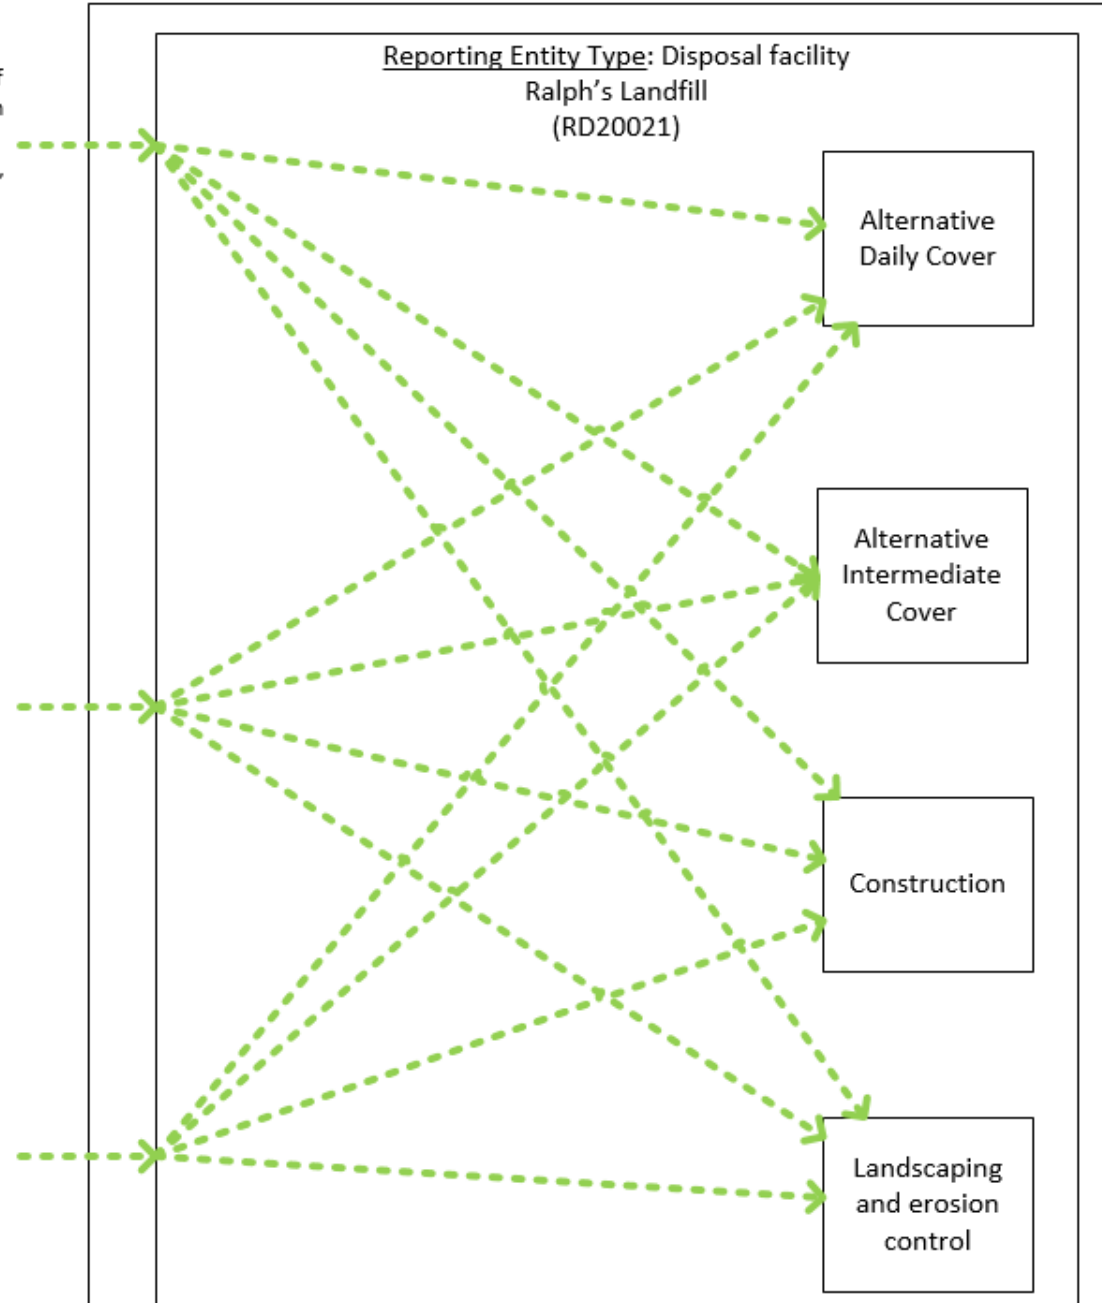 Reporting Entity Type: Disposal facility
Ralph's Landfill
(RD20021)
Alternative
Daily Cover
Alternative
Intermediate
Cover
Construction
Landscaping
and erosion
control